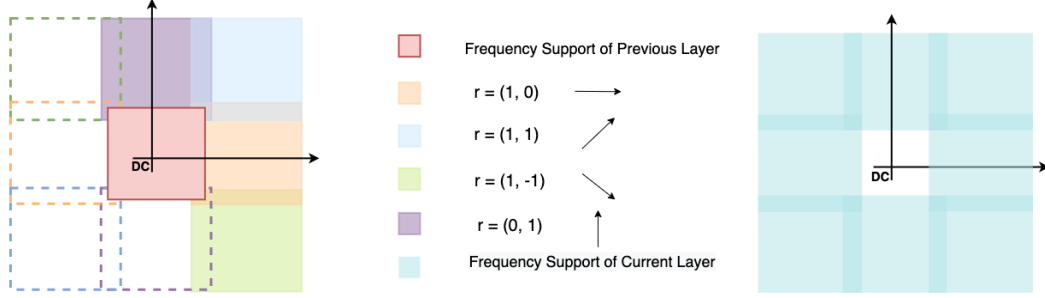 Frequency Support of Previous Layer
r = (1, 0)
r = (1, 1)
DC
r = (1, -1)
r = (0, 1)
Frequency Support of Current Layer
DC